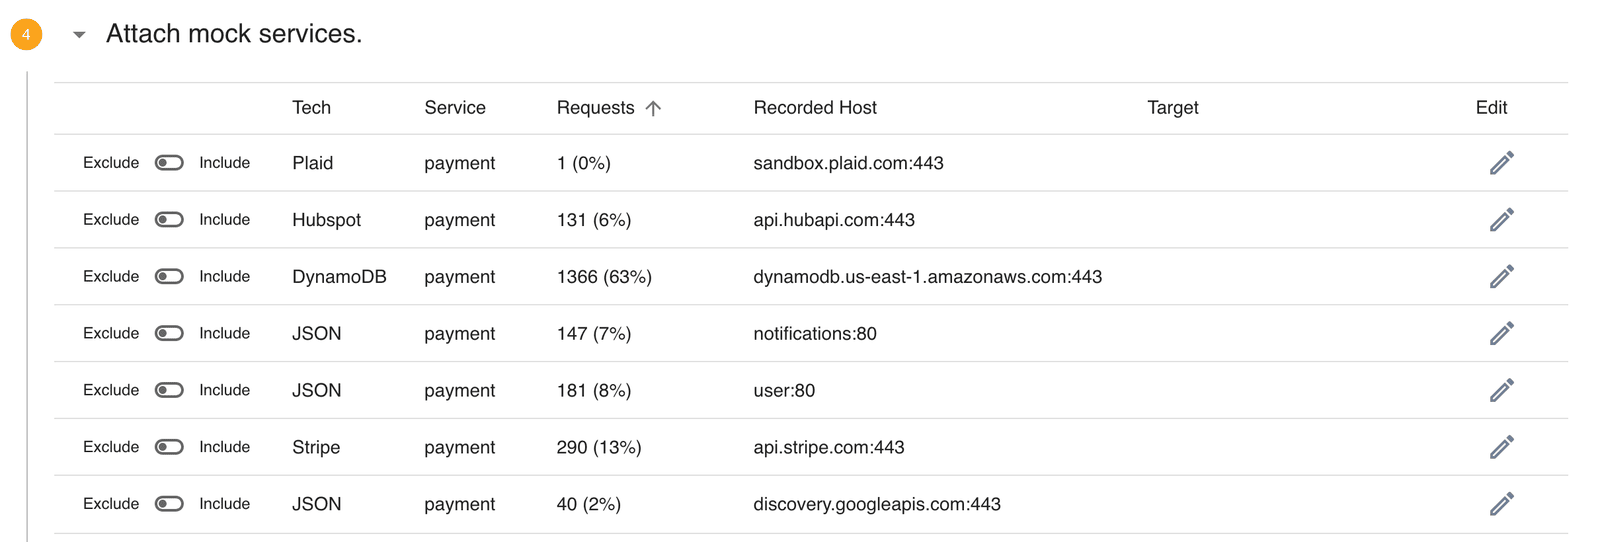 4 Attach mock services.
Tech Service Requests Recorded Host Target Edit
Exclude Include Plaid payment 1 (0%) sandbox.plaid.com:443
Exclude Include Hubspot payment 131 (6%) api.hubapi.com:443
Exclude Include DynamoDB payment 1366 (63%) dynamodb.us-east-1.amazonaws.com:443
Exclude Include JSON payment 147 (7%) notifications:80
Exclude Include JSON payment 181 (8%) user:80
Exclude Include Stripe payment 290 (13%) api.stripe.com:443
Exclude Include JSON payment 40 (2%) discovery.googleapis.com:443